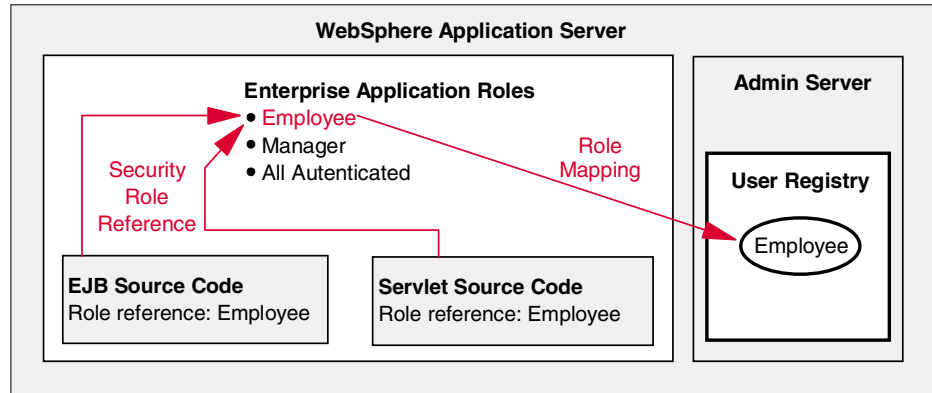 WebSphere Application Server
Enterprise Application Roles
• Employee
• Manager
• All Autenticated
Security
Role
Reference
Role
Mapping
EJB Source Code
Role reference: Employee
Servlet Source Code
Role reference: Employee
Admin Server
User Registry
Employee